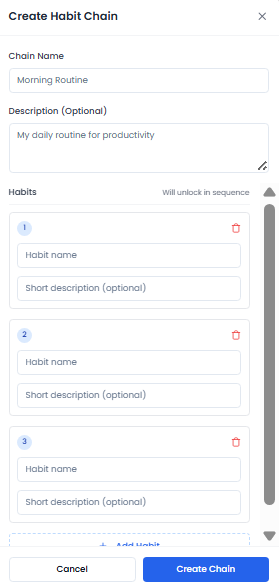 Create Habit Chain
Chain Name
Morning Routine
Description (Optional)
My daily routine for productivity
Habits Will unlock in sequence
1
Habit name
Short description (optional)
2
Habit name
Short description (optional)
3
Habit name
Short description (optional)
+ Add Habit
Cancel Create Chain